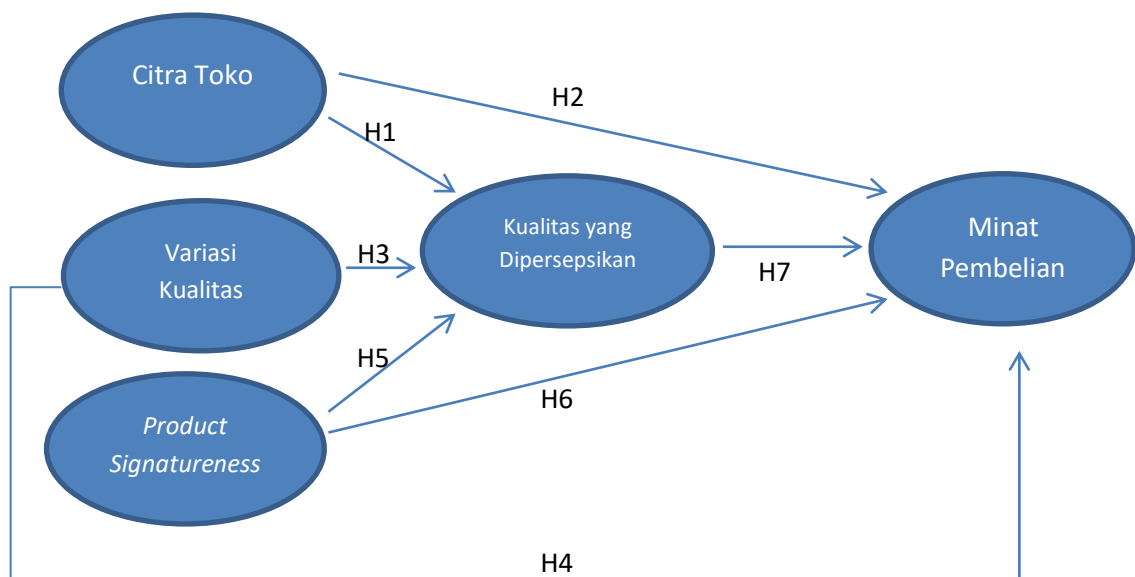 Citra Toko
H2
H1
Kualitas yang
Dipersepsikan
Minat
Pembelian
Variasi
Kualitas
H3
H7
H5
H6
Product
Signatureness
H4